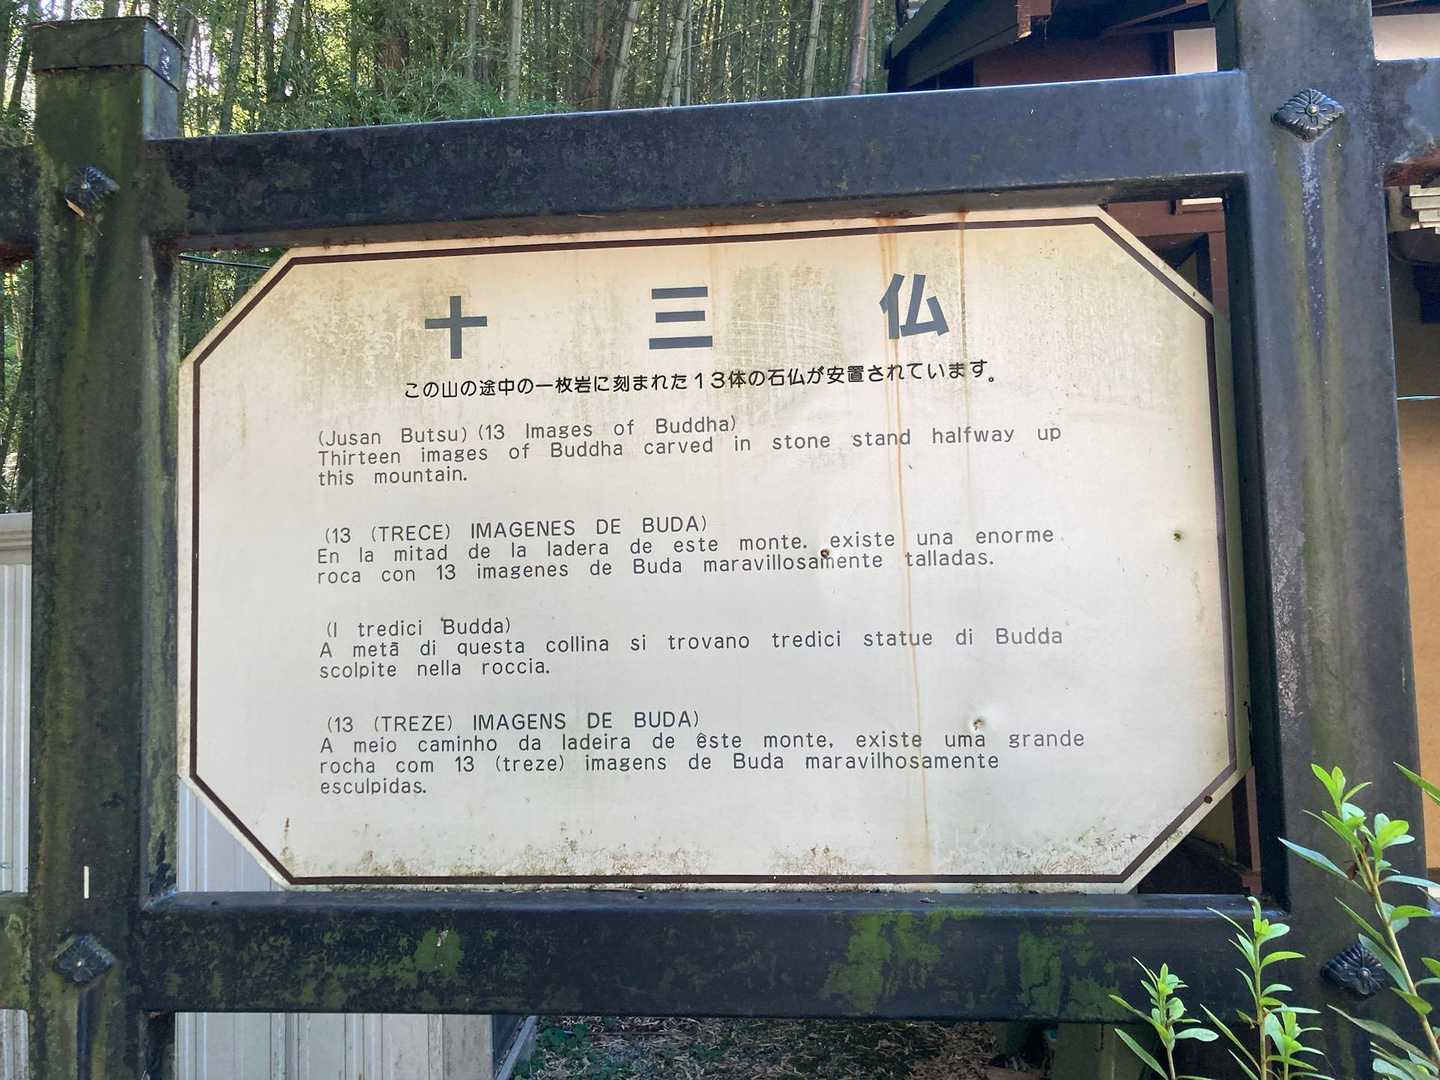 十三仏
この山の途中の一枚岩に刻まれた13体の石仏が安置されています。
(Jusan Butsu) (13 Images of Buddha)
Thirteen images of Buddha carved in stone stand halfway up
this mountain.
(13 (TRECE) IMAGENES DE BUDA)
En la mitad de la ladera de este monte. existe una enorme
roca con 13 imagenes de Buda maravillosamente talladas.
(I tredici Budda)
A metā di questa collina si trovano tredici statue di Budda
scolpite nella roccia.
(13 (TREZE) IMAGENS DE BUDA)
A meio caminho da ladeira de êste monte, existe uma grande
rocha com 13 (treze) imagens de Buda maravilhosamente
esculpidas.